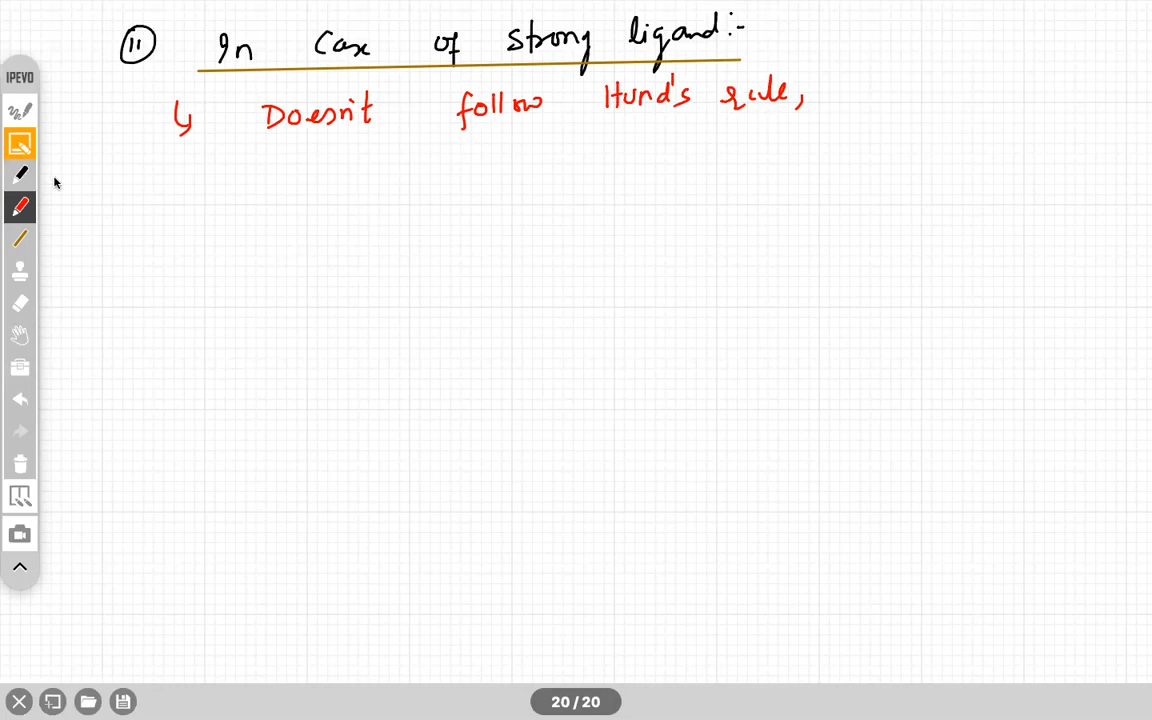 (ii) In Case of strong ligand:-
IPEVO
↳ Doesn't follow Hund's rule,
20 / 20